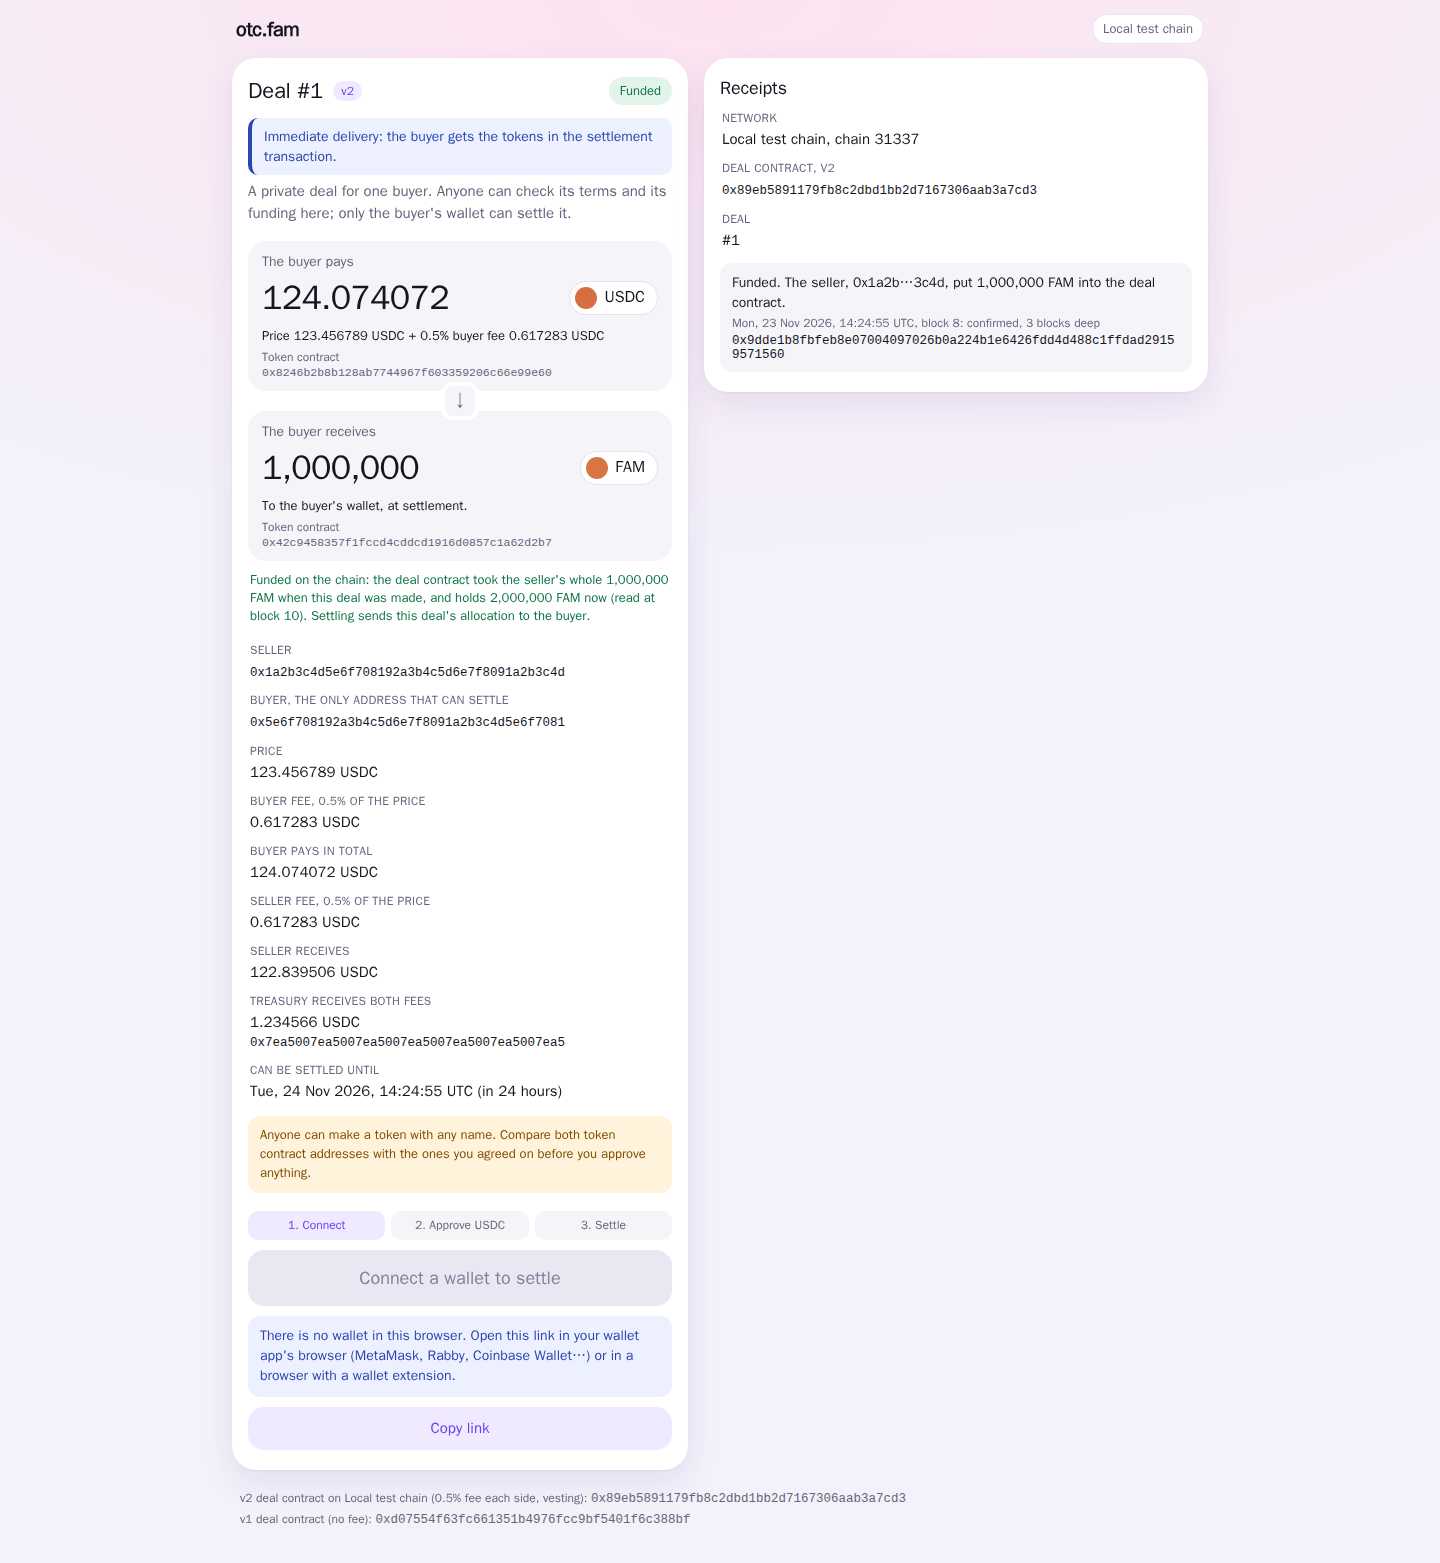 otc.fam
Local test chain
Deal #1
v2
Funded
Immediate delivery: the buyer gets the tokens in the settlement
transaction.
A private deal for one buyer. Anyone can check its terms and its
funding here; only the buyer's wallet can settle it.
The buyer pays
124.074072
USDC
Price 123.456789 USDC + 0.5% buyer fee 0.617283 USDC
Token contract
0x8246b2b8b128ab7744967f603359206c66e99e60
↓
The buyer receives
1,000,000
FAM
To the buyer's wallet, at settlement.
Token contract
0x42c9458357f1fccd4cddcd1916d0857c1a62d2b7
Funded on the chain: the deal contract took the seller's whole 1,000,000
FAM when this deal was made, and holds 2,000,000 FAM now (read at
block 10). Settling sends this deal's allocation to the buyer.
SELLER
0x1a2b3c4d5e6f708192a3b4c5d6e7f8091a2b3c4d
BUYER, THE ONLY ADDRESS THAT CAN SETTLE
0x5e6f708192a3b4c5d6e7f8091a2b3c4d5e6f7081
PRICE
123.456789 USDC
BUYER FEE, 0.5% OF THE PRICE
0.617283 USDC
BUYER PAYS IN TOTAL
124.074072 USDC
SELLER FEE, 0.5% OF THE PRICE
0.617283 USDC
SELLER RECEIVES
122.839506 USDC
TREASURY RECEIVES BOTH FEES
1.234566 USDC
0x7ea5007ea5007ea5007ea5007ea5007ea5007ea5
CAN BE SETTLED UNTIL
Tue, 24 Nov 2026, 14:24:55 UTC (in 24 hours)
Anyone can make a token with any name. Compare both token
contract addresses with the ones you agreed on before you approve
anything.
1. Connect
2. Approve USDC
3. Settle
Connect a wallet to settle
There is no wallet in this browser. Open this link in your wallet
app's browser (MetaMask, Rabby, Coinbase Wallet…) or in a
browser with a wallet extension.
Copy link
Receipts
NETWORK
Local test chain, chain 31337
DEAL CONTRACT, V2
0x89eb5891179fb8c2dbd1bb2d7167306aab3a7cd3
DEAL
#1
Funded. The seller, 0x1a2b…3c4d, put 1,000,000 FAM into the deal
contract.
Mon, 23 Nov 2026, 14:24:55 UTC, block 8: confirmed, 3 blocks deep
0x9dde1b8fbfeb8e07004097026b0a224b1e6426fdd4d488c1ffdad2915
9571560
v2 deal contract on Local test chain (0.5% fee each side, vesting): 0x89eb5891179fb8c2dbd1bb2d7167306aab3a7cd3
v1 deal contract (no fee): 0xd07554f63fc661351b4976fcc9bf5401f6c388bf